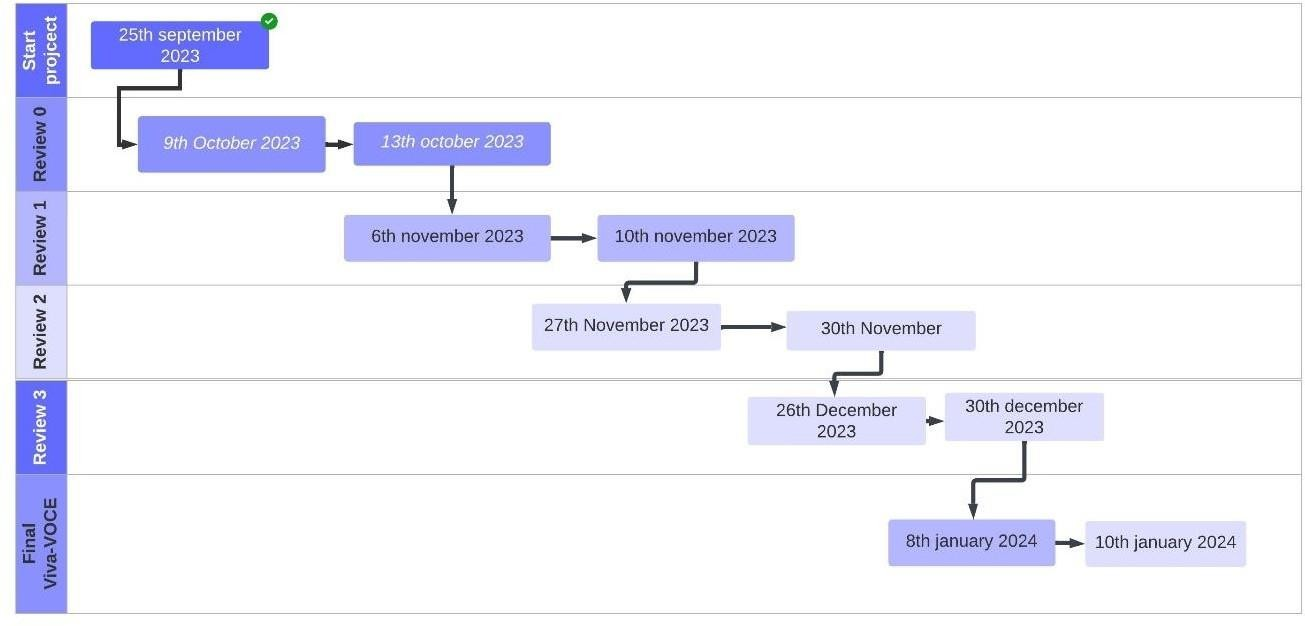 Start
projcect
25th september
2023
Review 0
9th October 2023
13th october 2023
Review 1
6th november 2023
10th november 2023
Review 2
27th November 2023
30th November
Review 3
26th December
2023
30th december
2023
Final
Viva-VOCE
8th january 2024
10th january 2024